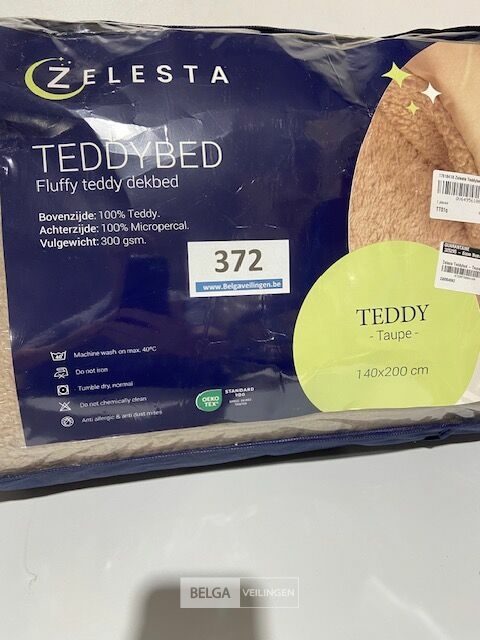 ZELESTA
TEDDYBED
Fluffy teddy dekbed
Bovenzijde: 100% Teddy.
Achterzijde: 100% Micropercal.
Vulgewicht: 300 gsm.
372
www.Belgaveilingen.be
TEDDY
- Taupe -
140x200 cm
Machine wash on max. 40°C
Do not iron
Tumble dry, normal
Do not chemically clean
Anti allergic & anti dust mites
OEKO
TEX®
STANDARD
100
QUARANTAINE
BELGA VEILINGEN